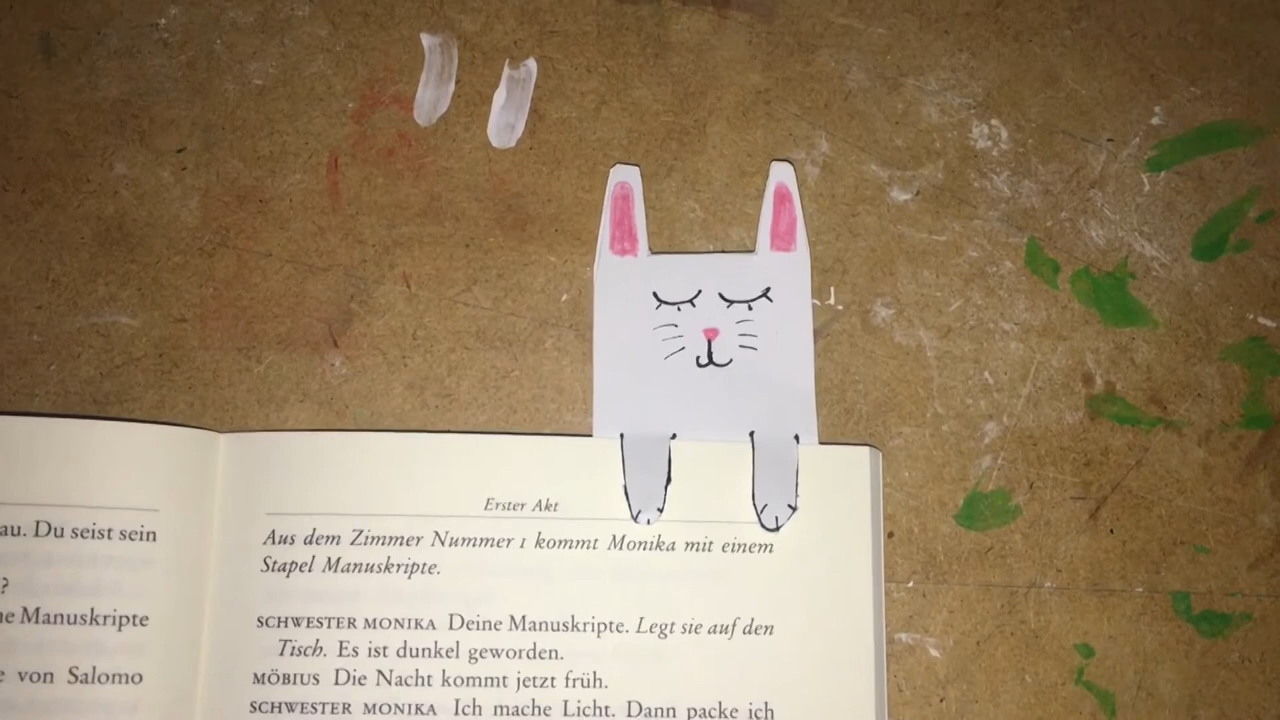 au. Du seist sein
?
ne Manuskripte
e von Salomo
Erster Akt
Aus dem Zimmer Nummer 1 kommt Monika mit einem
Stapel Manuskripte.
SCHWESTER MONIKA Deine Manuskripte. Legt sie auf den
Tisch. Es ist dunkel geworden.
MÖBIUS Die Nacht kommt jetzt früh.
SCHWESTER MONIKA Ich mache Licht. Dann packe ich